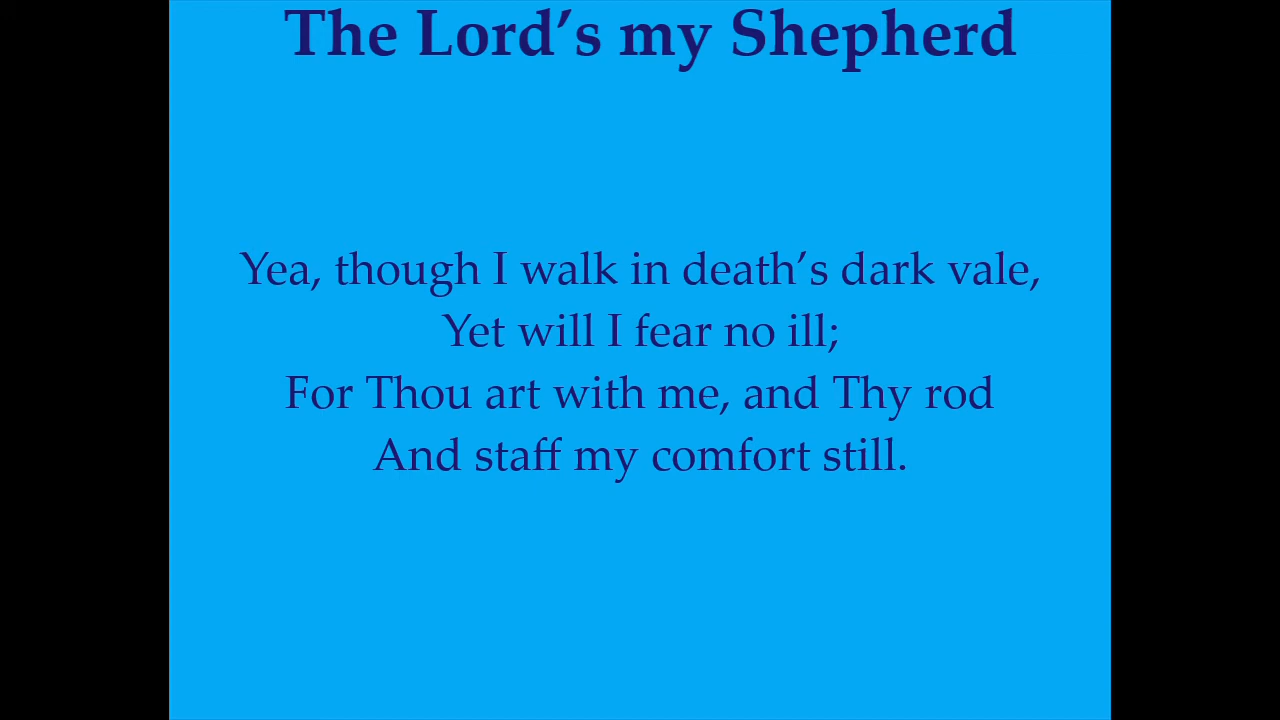 The Lord’s my Shepherd
Yea, though I walk in death’s dark vale,
Yet will I fear no ill;
For Thou art with me, and Thy rod
And staff my comfort still.